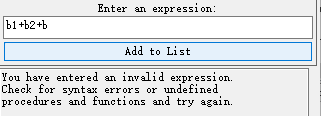 Enter an expression:
b1+b2+b
Add to List
You have entered an invalid expression.
Check for syntax errors or undefined
procedures and functions and try again.